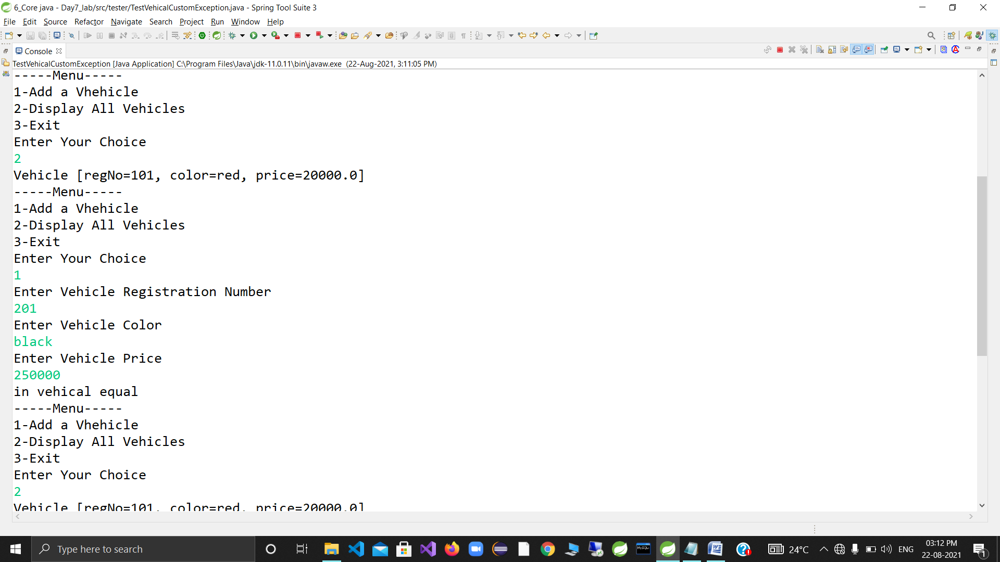 6_Core java - Day7_lab/src/tester/TestVehicalCustomException.java - Spring Tool Suite 3
File Edit Source Refactor Navigate Search Project Run Window Help
Console
TestVehicalCustomException [Java Application] C:\Program Files\Java\jdk-11.0.11\bin\javaw.exe (22-Aug-2021, 3:11:05 PM)
-----Menu-----
1-Add a Vhehicle
2-Display All Vehicles
3-Exit
Enter Your Choice
2
Vehicle [regNo=101, color=red, price=20000.0]
-----Menu-----
1-Add a Vhehicle
2-Display All Vehicles
3-Exit
Enter Your Choice
1
Enter Vehicle Registration Number
201
Enter Vehicle Color
black
Enter Vehicle Price
250000
in vehical equal
-----Menu-----
1-Add a Vhehicle
2-Display All Vehicles
3-Exit
Enter Your Choice
2
Vehicle [regNo=101, color=red, price=20000.0]
Type here to search
MySQL
24°C
ENG
03:12 PM
22-08-2021
1